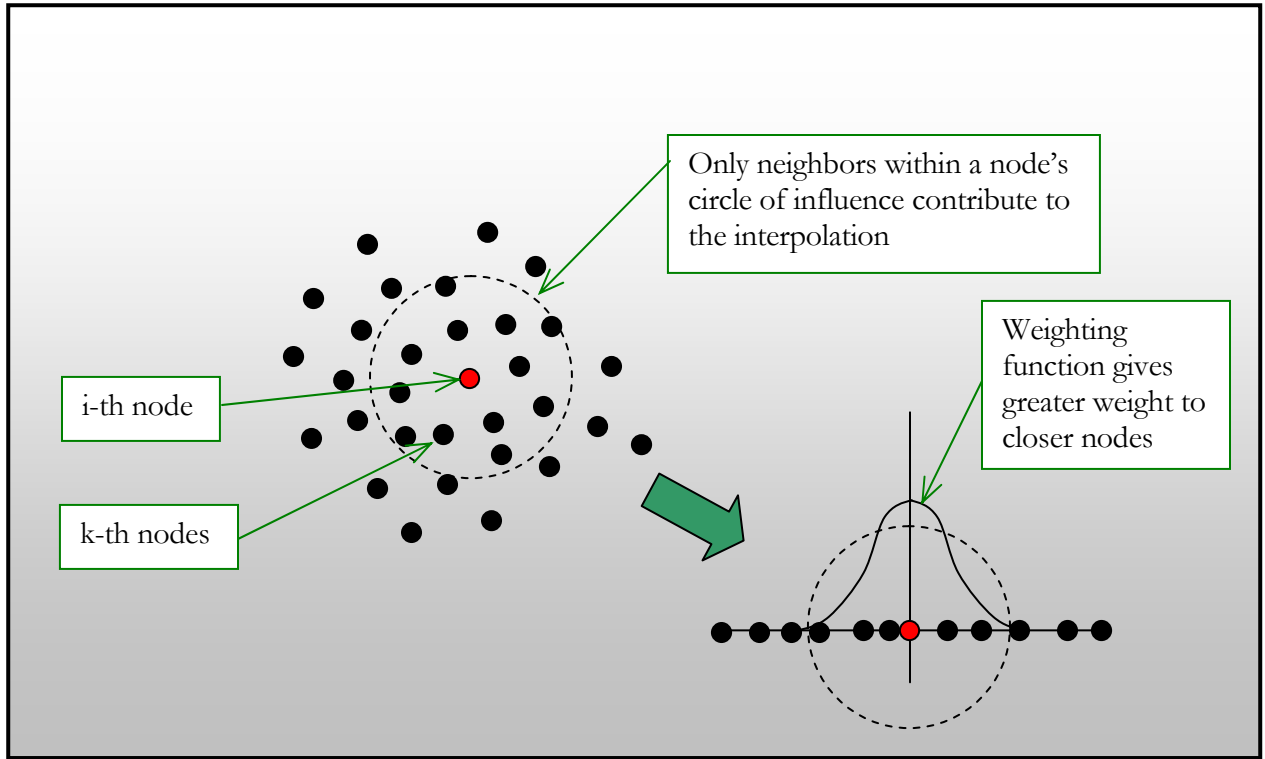 Only neighbors within a node's
circle of influence contribute to
the interpolation
Weighting
function gives
greater weight to
closer nodes
i-th node
k-th nodes